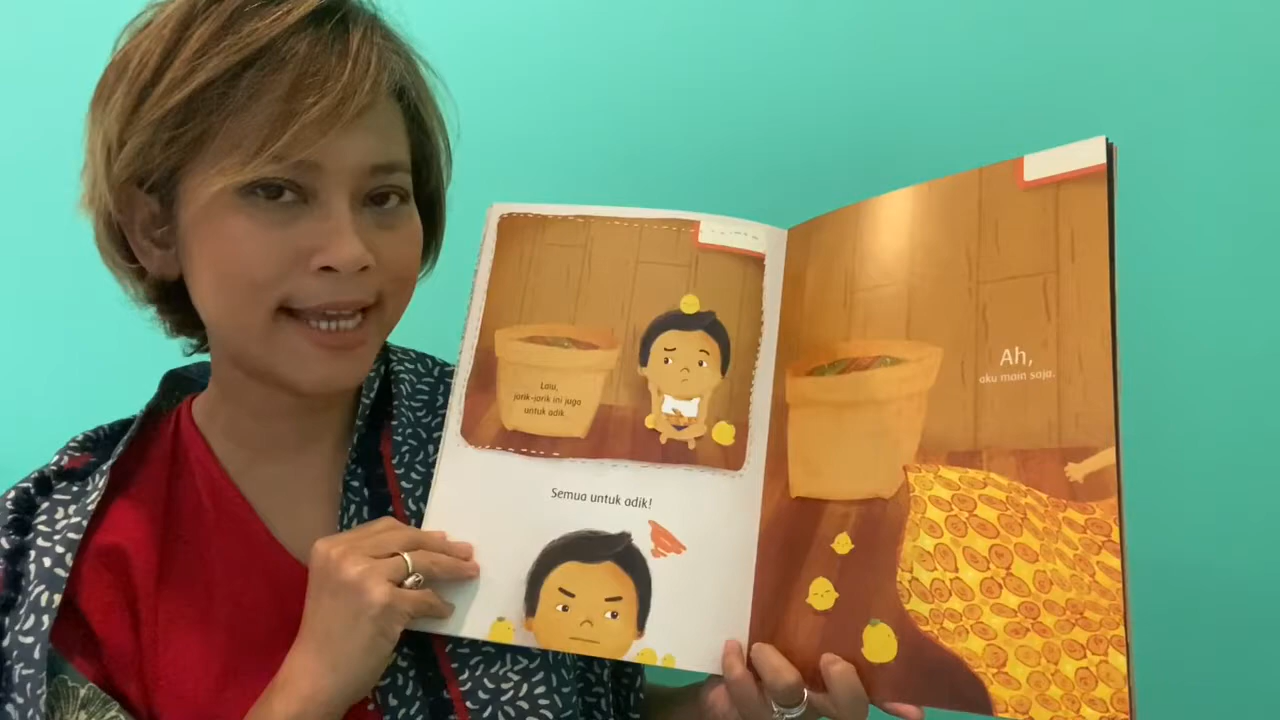 Lalu,
jarik-jarik ini juga
untuk adik.
Semua untuk adik!
Ah,
aku main saja.